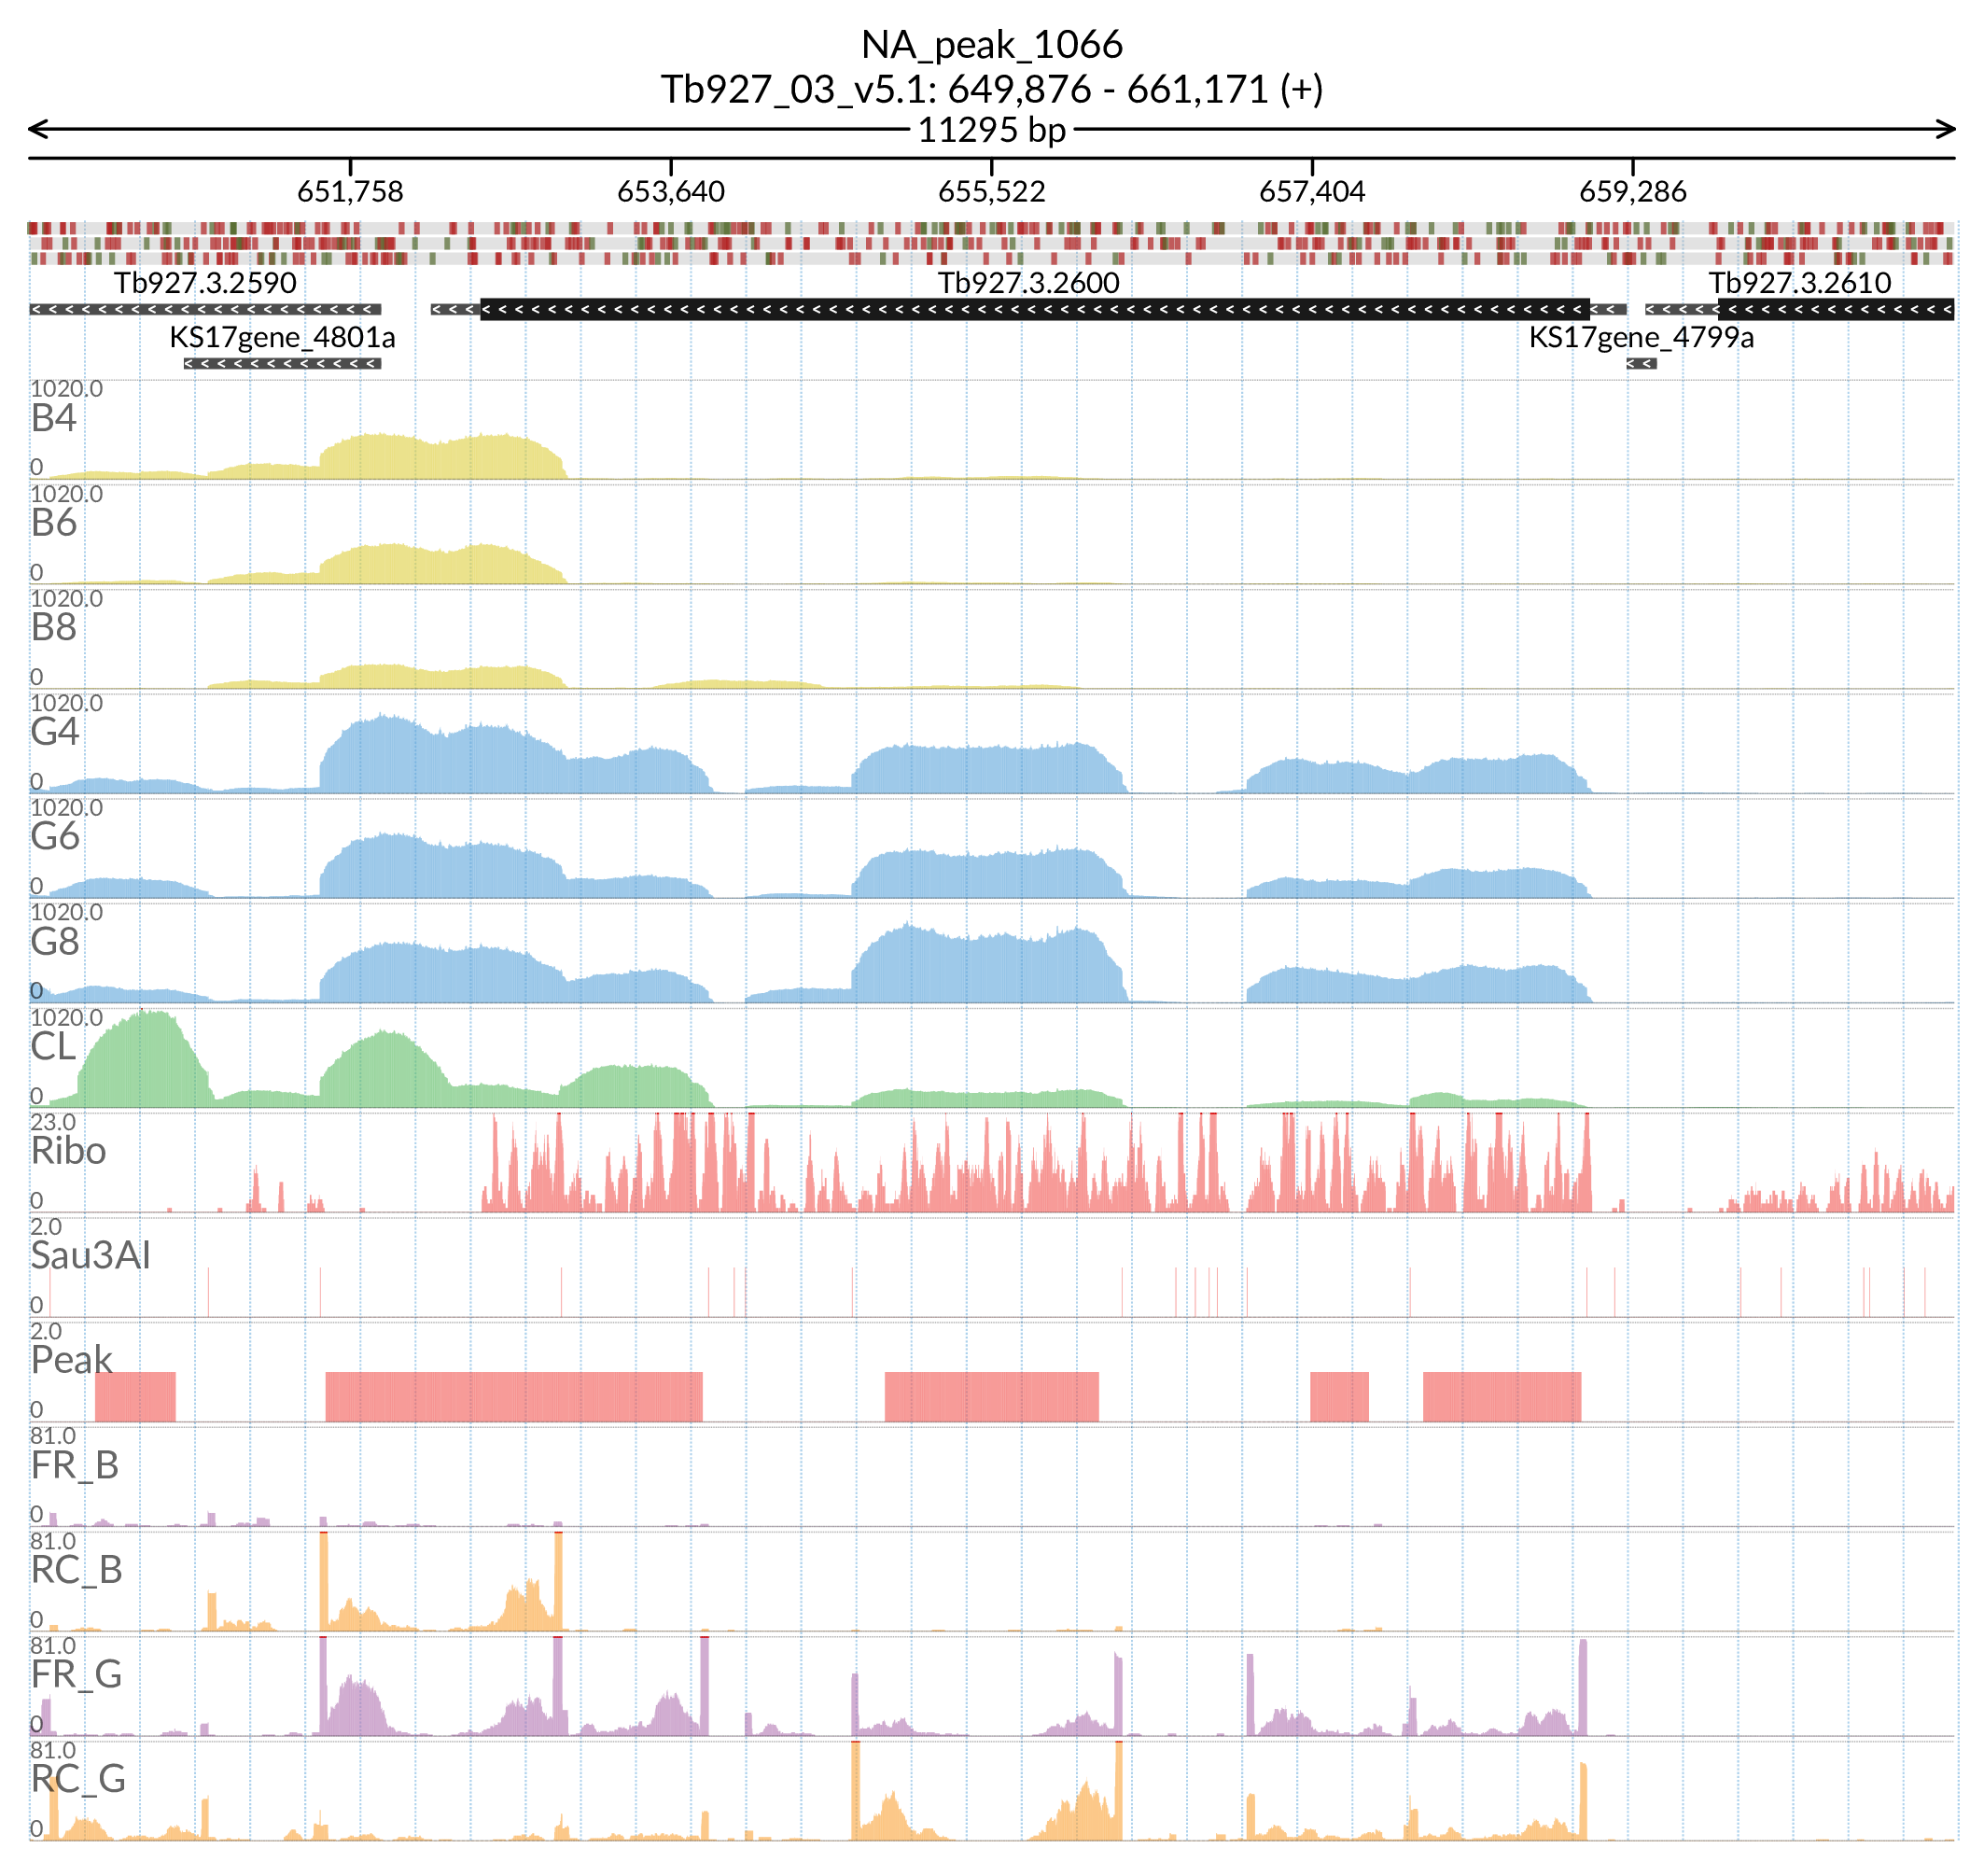 NA_peak_1066
Tb927_03_v5.1: 649,876 - 661,171 (+)
11295 bp
651,758 653,640 655,522 657,404 659,286
Tb927.3.2590 Tb927.3.2600 Tb927.3.2610
KS17gene_4801a KS17gene_4799a
1020.0
B4
0
1020.0
B6
0
1020.0
B8
0
1020.0
G4
0
1020.0
G6
0
1020.0
G8
0
1020.0
CL
0
23.0
Ribo
0
2.0
Sau3AI
0
2.0
Peak
0
81.0
FR_B
0
81.0
RC_B
0
81.0
FR_G
0
81.0
RC_G
0